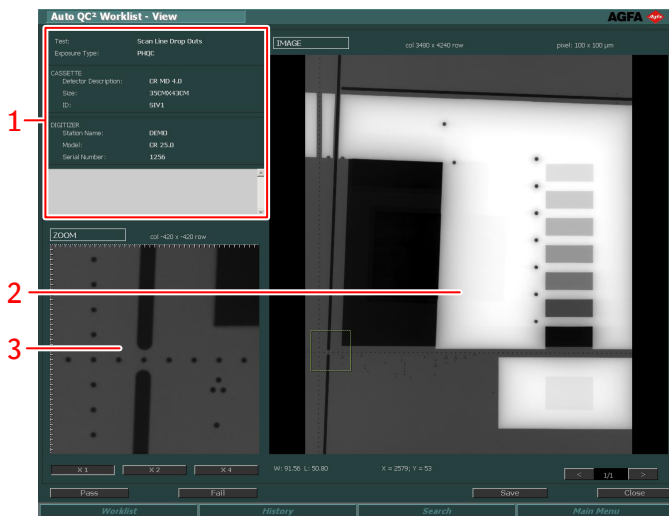 Auto QC² Worklist - View
AGFA
Agfa
Test: Scan Line Drop Outs
Exposure Type: PHQC
CASSETTE
Detector Description: CR MD 4.0
Size: 35CMX43CM
ID: SIV1
DIGITIZER
Station Name: DEMO
Model: CR 25.0
Serial Number: 1256
1
IMAGE
col 3480 x 4240 row
pixel: 100 x 100 µm
ZOOM
col -420 x -420 row
2
3
X 1
X 2
X 4
W: 91.56 L: 50.80
X = 2579; Y = 53
< 1/1 >
Pass
Fail
Save
Close
Worklist
History
Search
Main Menu